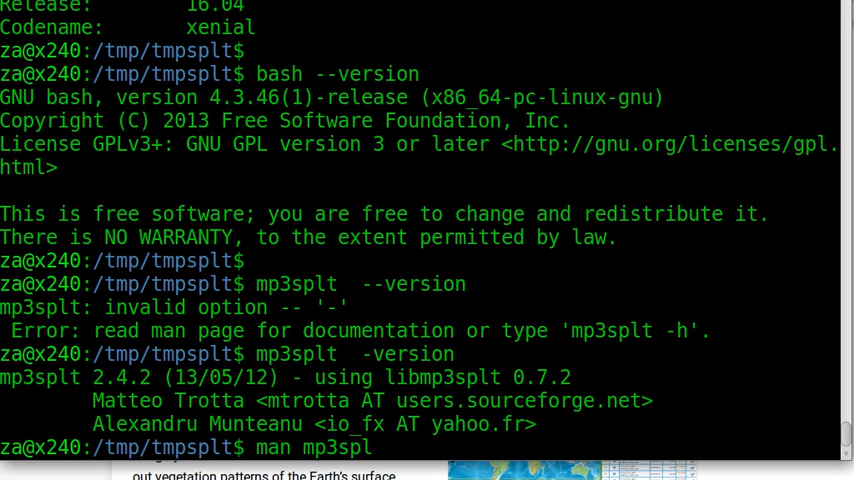 Release:        16.04
Codename:       xenial
za@x240:/tmp/tmpsplt$
za@x240:/tmp/tmpsplt$ bash --version
GNU bash, version 4.3.46(1)-release (x86_64-pc-linux-gnu)
Copyright (C) 2013 Free Software Foundation, Inc.
License GPLv3+: GNU GPL version 3 or later <http://gnu.org/licenses/gpl.
html>
This is free software; you are free to change and redistribute it.
There is NO WARRANTY, to the extent permitted by law.
za@x240:/tmp/tmpsplt$
za@x240:/tmp/tmpsplt$ mp3splt  --version
mp3splt: invalid option -- '-'
 Error: read man page for documentation or type 'mp3splt -h'.
za@x240:/tmp/tmpsplt$ mp3splt  -version
mp3splt 2.4.2 (13/05/12) - using libmp3splt 0.7.2
        Matteo Trotta <mtrotta AT users.sourceforge.net>
        Alexandru Munteanu <io_fx AT yahoo.fr>
za@x240:/tmp/tmpsplt$ man mp3spl
out vegetation patterns of the Earth's surface